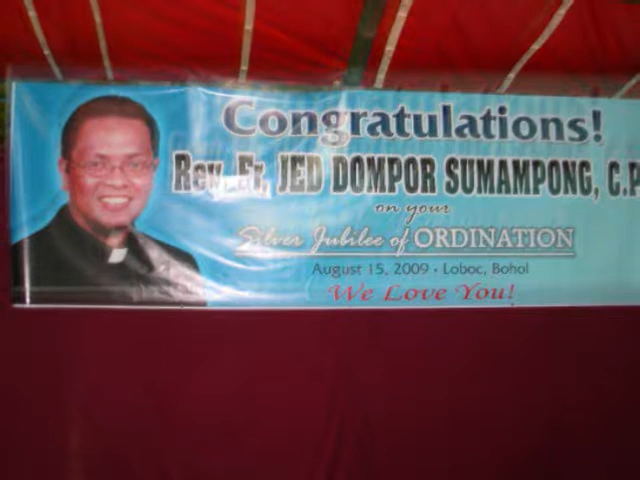 Congratulations!
Rev. Fr. JED DOMPOR SUMAMPONG, C.P
on your
Silver Jubilee of ORDINATION
August 15, 2009 • Loboc, Bohol
We Love You!